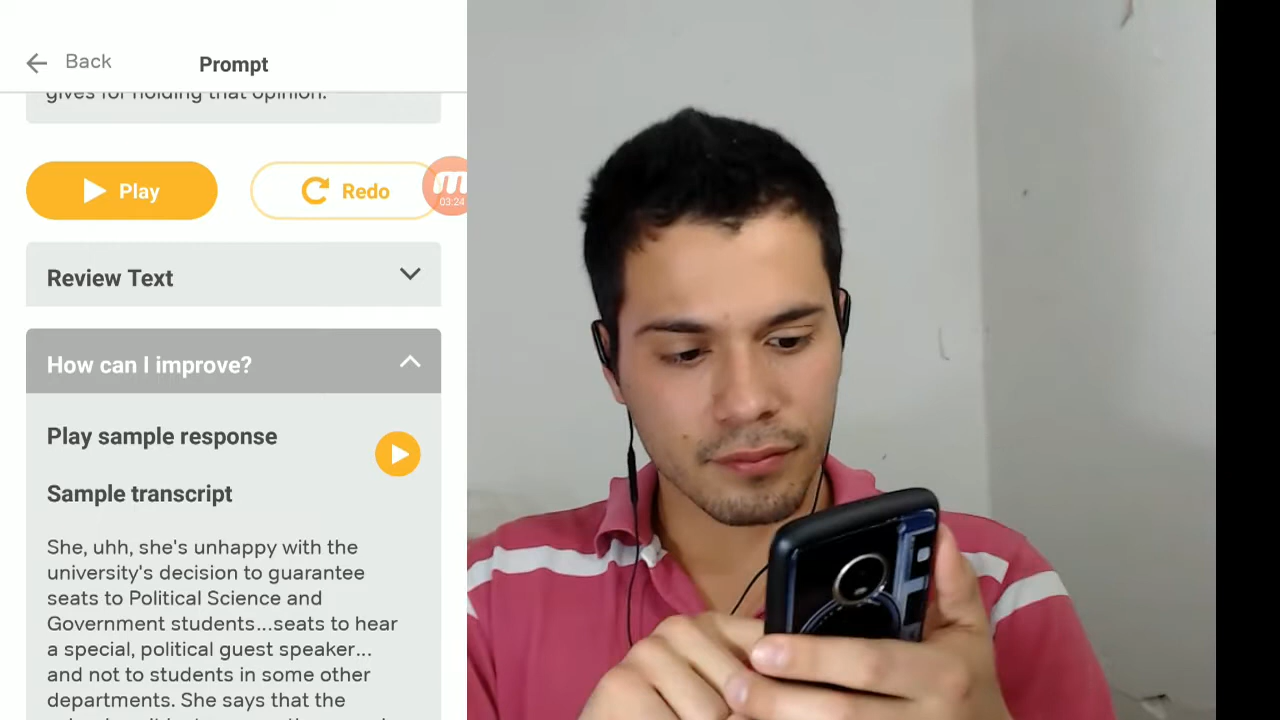 Back
Prompt
gives for holding that opinion.
Play
Redo
03:24
Review Text
How can I improve?
Play sample response
Sample transcript
She, uhh, she's unhappy with the
university's decision to guarantee
seats to Political Science and
Government students...seats to hear
a special, political guest speaker...
and not to students in some other
departments. She says that the